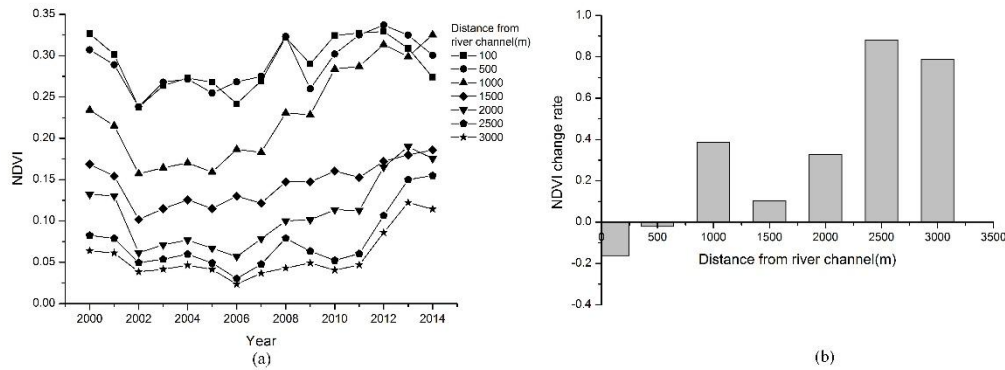 (a)
Distance from
river channel(m)
100
500
1000
1500
2000
2500
3000
0.35
0.30
0.25
0.20
0.15
0.10
0.05
0.00
NDVI
2000 2002 2004 2006 2008 2010 2012 2014
Year
(a)
(b)
1.0
0.8
0.6
0.4
0.2
0.0
-0.2
-0.4
NDVI change rate
500 1000 1500 2000 2500 3000 3500
Distance from river channel(m)
(b)